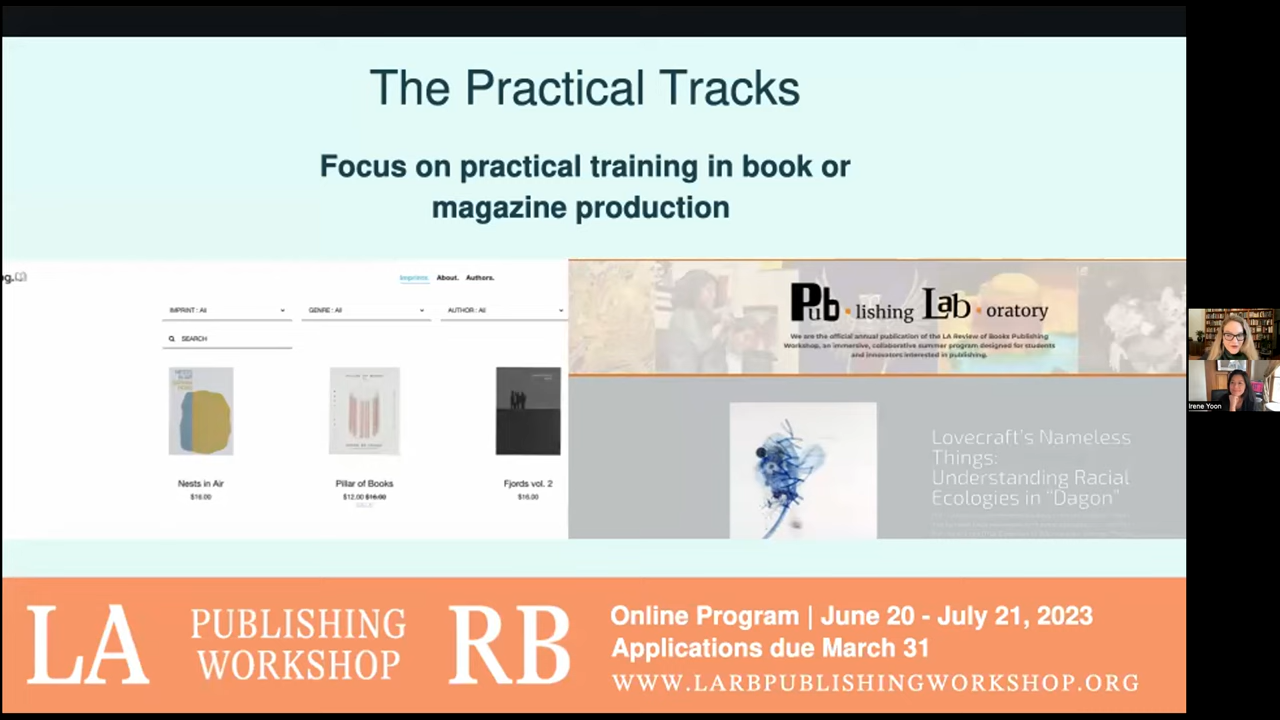 The Practical Tracks
Focus on practical training in book or
magazine production
Imprints. About. Authors.
IMPRINT : All
GENRE : All
AUTHOR : All
SEARCH
Nests in Air
$16.00
Pillar of Books
$12.00 $16.00
Fjords vol. 2
$16.00
Pub•lishing Lab•oratory
We are the official annual publication of the LA Review of Books Publishing
Workshop, an immersive, collaborative summer program designed for students
and innovators interested in publishing.
Lovecraft's Nameless
Things:
Understanding Racial
Ecologies in "Dagon"
LA PUBLISHING WORKSHOP RB
Online Program | June 20 - July 21, 2023
Applications due March 31
WWW.LARBPUBLISHINGWORKSHOP.ORG
Irene Yoon